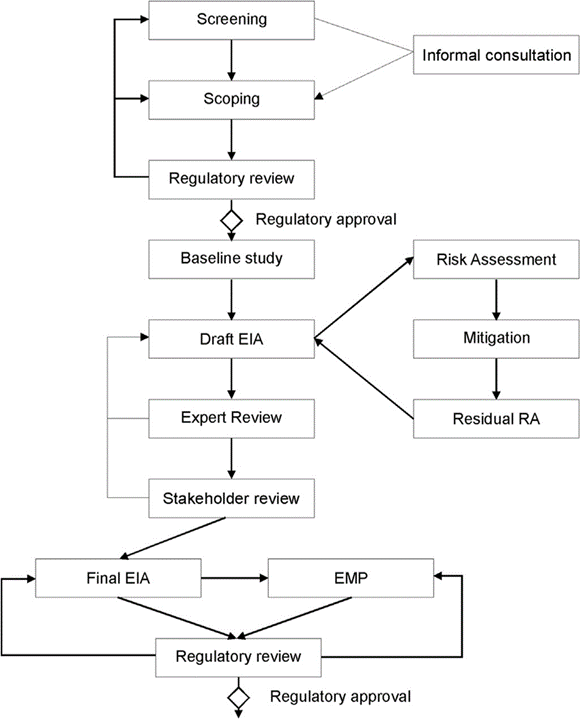 Screening
Informal consultation
Scoping
Regulatory review
Regulatory approval
Baseline study
Risk Assessment
Draft EIA
Mitigation
Expert Review
Residual RA
Stakeholder review
Final EIA
EMP
Regulatory review
Regulatory approval